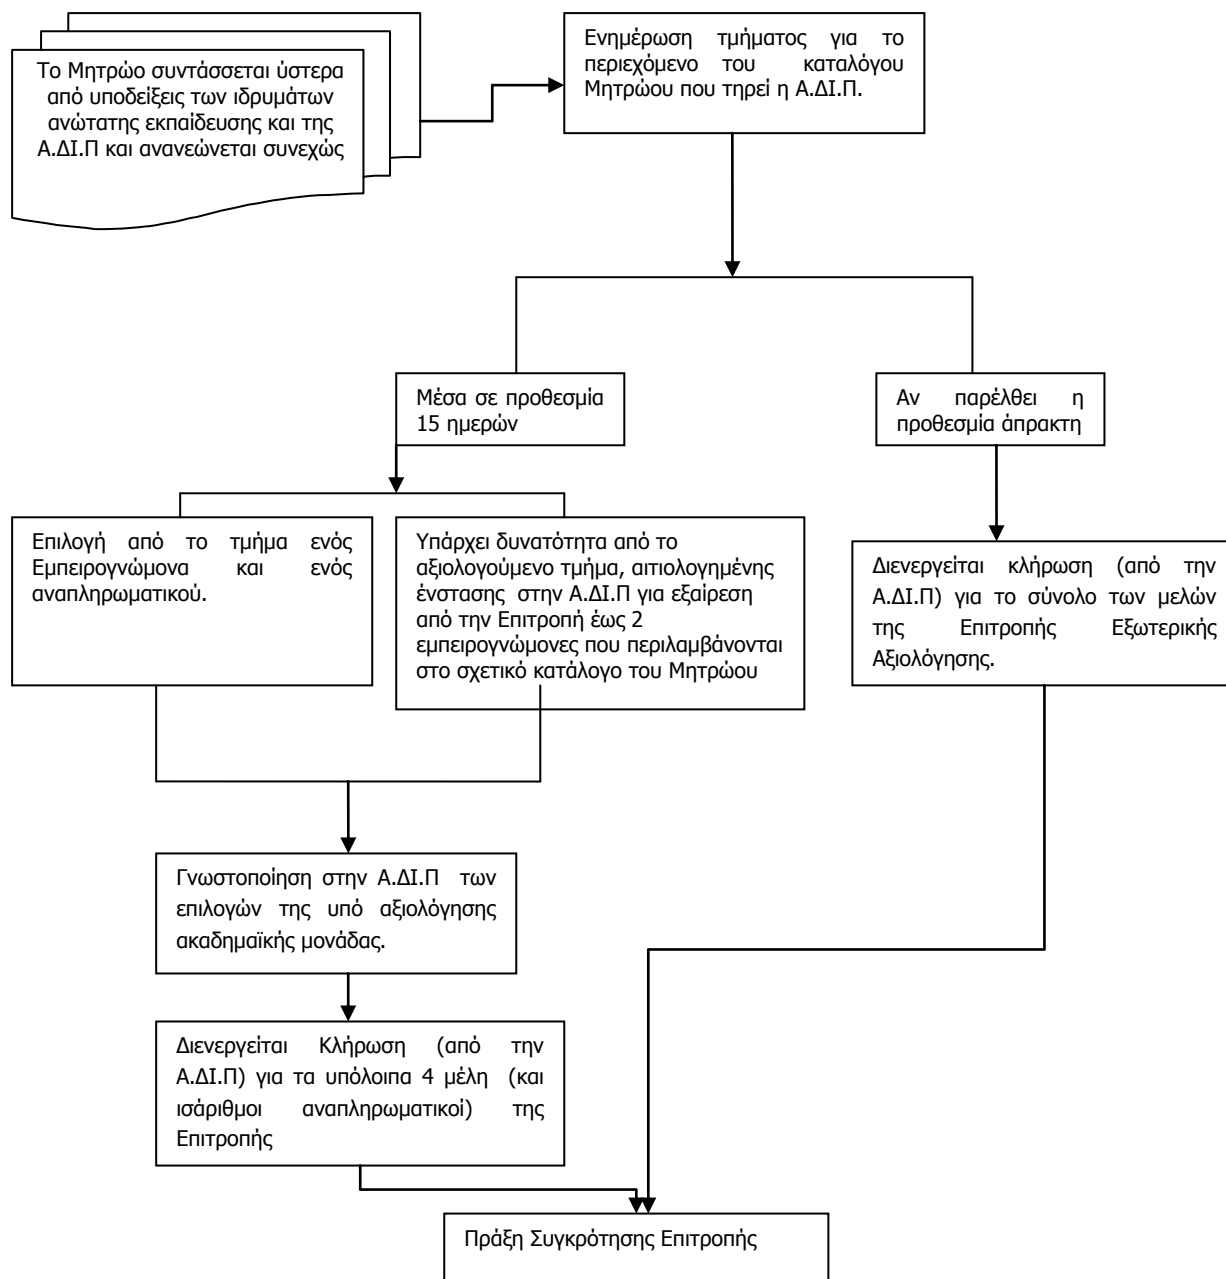 Το Μητρώο συντάσσεται ύστερα
από υποδείξεις των ιδρυμάτων
ανώτατης εκπαίδευσης και της
Α.ΔΙ.Π και ανανεώνεται συνεχώς
Ενημέρωση τμήματος για το
περιεχόμενο του καταλόγου
Μητρώου που τηρεί η Α.ΔΙ.Π.
Μέσα σε προθεσμία
15 ημερών
Αν παρέλθει η
προθεσμία άπρακτη
Επιλογή από το τμήμα ενός
Εμπειρογνώμονα και ενός
αναπληρωματικού.
Υπάρχει δυνατότητα από το
αξιολογούμενο τμήμα, αιτιολογημένης
ένστασης στην Α.ΔΙ.Π για εξαίρεση
από την Επιτροπή έως 2
εμπειρογνώμονες που περιλαμβάνονται
στο σχετικό κατάλογο του Μητρώου
Διενεργείται κλήρωση (από την
Α.ΔΙ.Π) για το σύνολο των μελών
της Επιτροπής Εξωτερικής
Αξιολόγησης.
Γνωστοποίηση στην Α.ΔΙ.Π των
επιλογών της υπό αξιολόγησης
ακαδημαϊκής μονάδας.
Διενεργείται Κλήρωση (από την
Α.ΔΙ.Π) για τα υπόλοιπα 4 μέλη (και
ισάριθμοι αναπληρωματικοί) της
Επιτροπής
Πράξη Συγκρότησης Επιτροπής